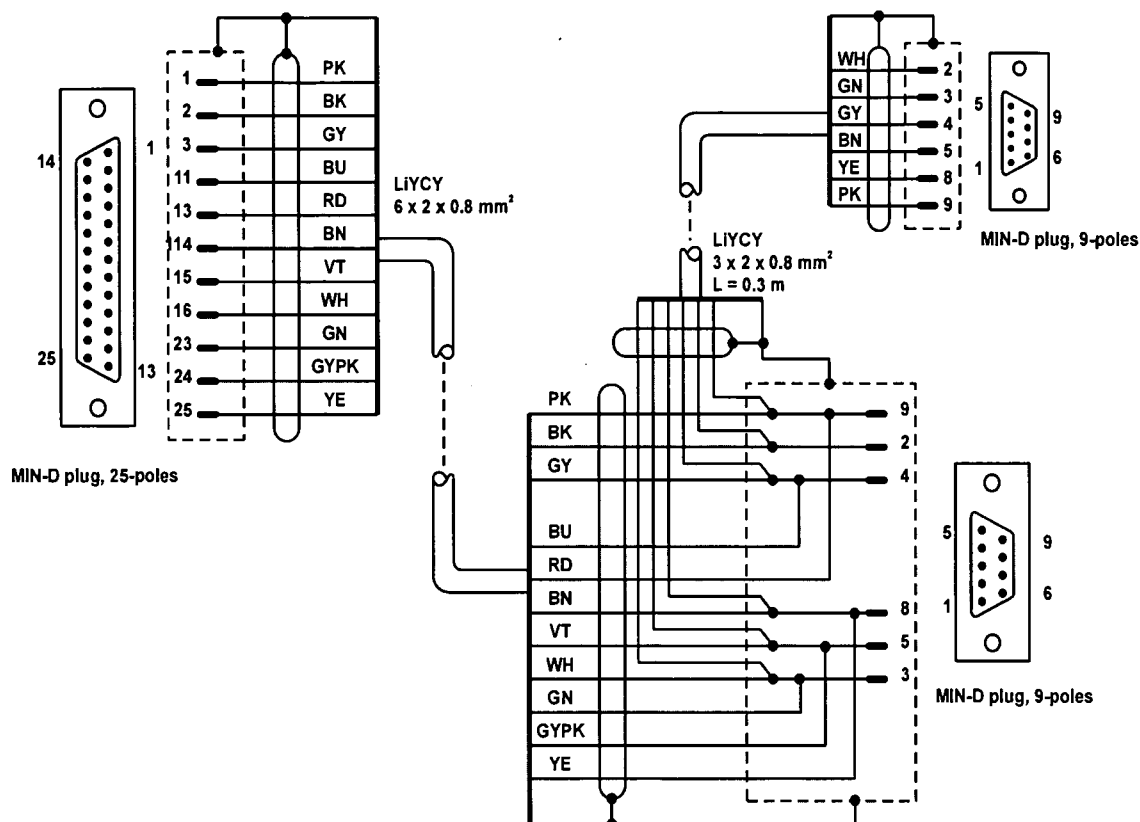 14
1
25
13
MIN-D plug, 25-poles
1 PK
2 BK
3 GY
11 BU
13 RD
114 BN
15 VT
16 WH
23 GN
24 GYPK
25 YE
LiYCY
6 x 2 x 0.8 mm²
WH 2
GN 3
GY 4
BN 5
YE 8
PK 9
5
9
1
6
MIN-D plug, 9-poles
LiYCY
3 x 2 x 0.8 mm²
L = 0.3 m
PK 9
BK 2
GY 4
BU
RD
BN 8
VT 5
WH 3
GN
GYPK
YE
5
9
1
6
MIN-D plug, 9-poles